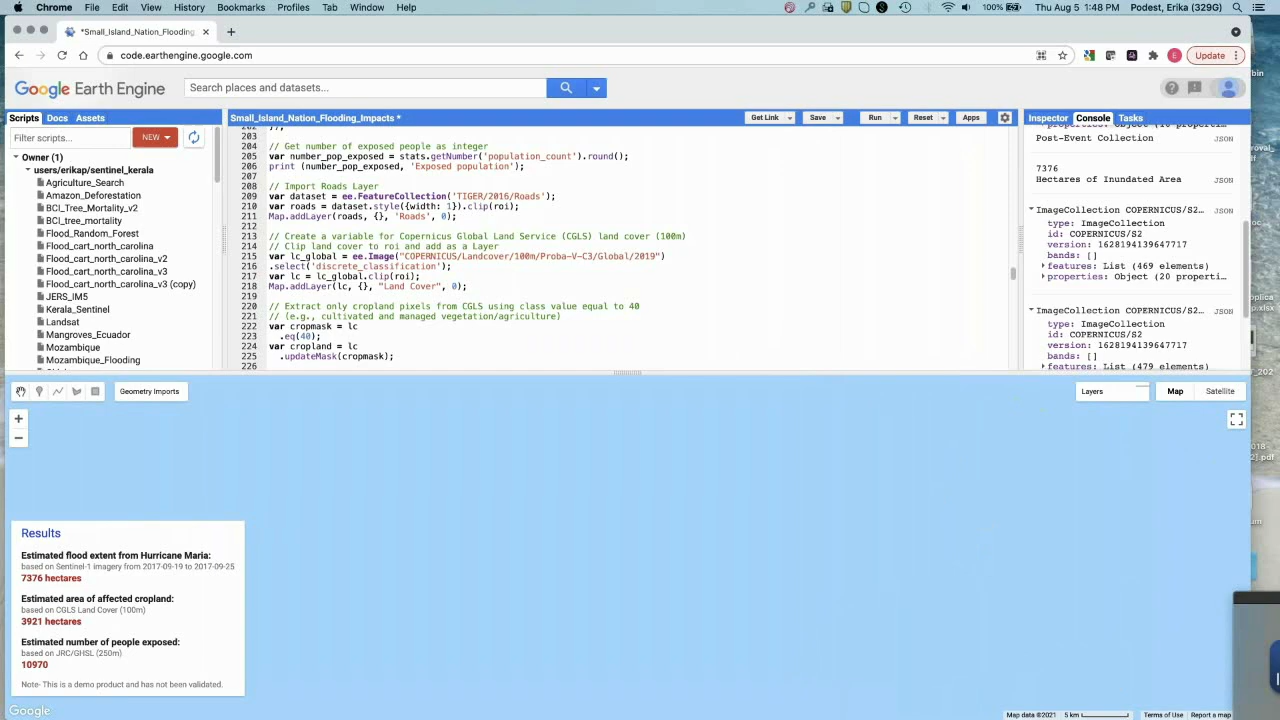 Chrome File Edit View History Bookmarks Profiles Tab Window Help 100% Thu Aug 5 1:48 PM Podest, Erika (329G)
*Small_Island_Nation_Flooding
code.earthengine.google.com
Update
Google Earth Engine
Search places and datasets...
Scripts Docs Assets
Filter scripts...
NEW
Owner (1)
users/erikap/sentinel_kerala
Agriculture_Search
Amazon_Deforestation
BCI_Tree_Mortality_v2
BCI_tree_mortality
Flood_Random_Forest
Flood_cart_north_carolina
Flood_cart_north_carolina_v2
Flood_cart_north_carolina_v3
Flood_cart_north_carolina_v3 (copy)
JERS_IM5
Kerala_Sentinel
Landsat
Mangroves_Ecuador
Mozambique
Mozambique_Flooding
Small_Island_Nation_Flooding_Impacts *
Get Link Save Run Reset Apps
202 });
203
204 // Get number of exposed people as integer
205 var number_pop_exposed = stats.getNumber('population_count').round();
206 print (number_pop_exposed, 'Exposed population');
207
208 // Import Roads Layer
209 var dataset = ee.FeatureCollection('TIGER/2016/Roads');
210 var roads = dataset.style({width: 1}).clip(roi);
211 Map.addLayer(roads, {}, 'Roads', 0);
212
213 // Create a variable for Copernicus Global Land Service (CGLS) land cover (100m)
214 // Clip land cover to roi and add as a Layer
215 var lc_global = ee.Image("COPERNICUS/Landcover/100m/Proba-V-C3/Global/2019")
216 .select('discrete_classification');
217 var lc = lc_global.clip(roi);
218 Map.addLayer(lc, {}, "Land Cover", 0);
219
220 // Extract only cropland pixels from CGLS using class value equal to 40
221 // (e.g., cultivated and managed vegetation/agriculture)
222 var cropmask = lc
223 .eq(40);
224 var cropland = lc
225 .updateMask(cropmask);
226
Inspector Console Tasks
Post-Event Collection JSON
7376
Hectares of Inundated Area JSON
ImageCollection COPERNICUS/S2... JSON
type: ImageCollection
id: COPERNICUS/S2
version: 1628194139647717
bands: []
features: List (469 elements)
properties: Object (20 properti...
ImageCollection COPERNICUS/S2... JSON
type: ImageCollection
id: COPERNICUS/S2
version: 1628194139647717
bands: []
features: List (479 elements)
Geometry Imports
Layers
Map Satellite
Results
Estimated flood extent from Hurricane Maria:
based on Sentinel-1 imagery from 2017-09-19 to 2017-09-25
7376 hectares
Estimated area of affected cropland:
based on CGLS Land Cover (100m)
3921 hectares
Estimated number of people exposed:
based on JRC/GHSL (250m)
10970
Note- This is a demo product and has not been validated.
Google
Map data ©2021 5 km Terms of Use Report a map